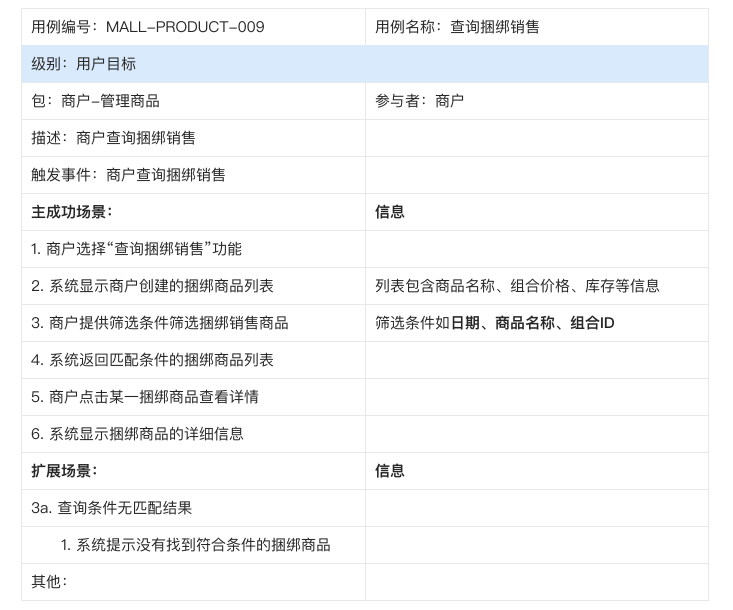 用例编号：MALL-PRODUCT-009 用例名称：查询捆绑销售
级别：用户目标
包：商户-管理商品 参与者：商户
描述：商户查询捆绑销售
触发事件：商户查询捆绑销售
主成功场景： 信息
1. 商户选择“查询捆绑销售”功能
2. 系统显示商户创建的捆绑商品列表 列表包含商品名称、组合价格、库存等信息
3. 商户提供筛选条件筛选捆绑销售商品 筛选条件如日期、商品名称、组合ID
4. 系统返回匹配条件的捆绑商品列表
5. 商户点击某一捆绑商品查看详情
6. 系统显示捆绑商品的详细信息
扩展场景： 信息
3a. 查询条件无匹配结果
1. 系统提示没有找到符合条件的捆绑商品
其他：